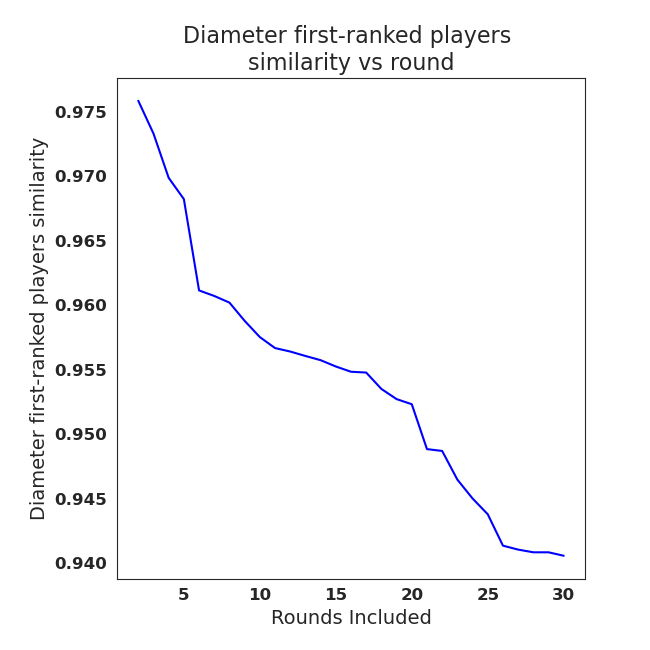 Diameter first-ranked players
similarity vs round
Diameter first-ranked players similarity
0.975
0.970
0.965
0.960
0.955
0.950
0.945
0.940
5 10 15 20 25 30
Rounds Included